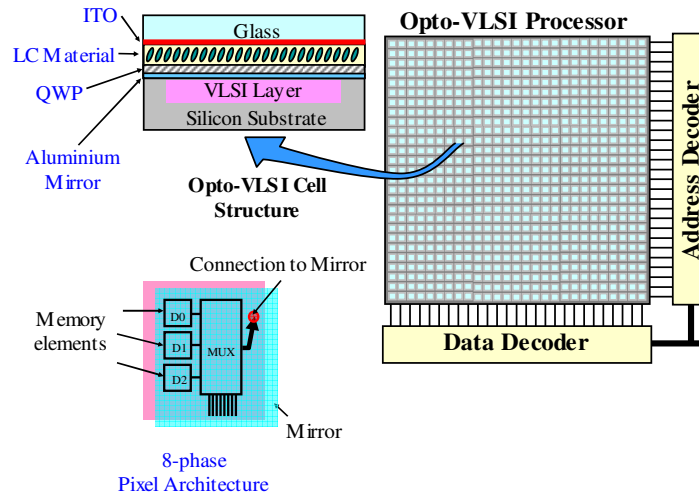 ITO
LC Material
QWP
Aluminium
Mirror
Glass
VLSI Layer
Silicon Substrate
Opto-VLSI Cell
Structure
Opto-VLSI Processor
Address Decoder
Data Decoder
Connection to Mirror
Memory
elements
D0
D1
D2
MUX
Mirror
8-phase
Pixel Architecture